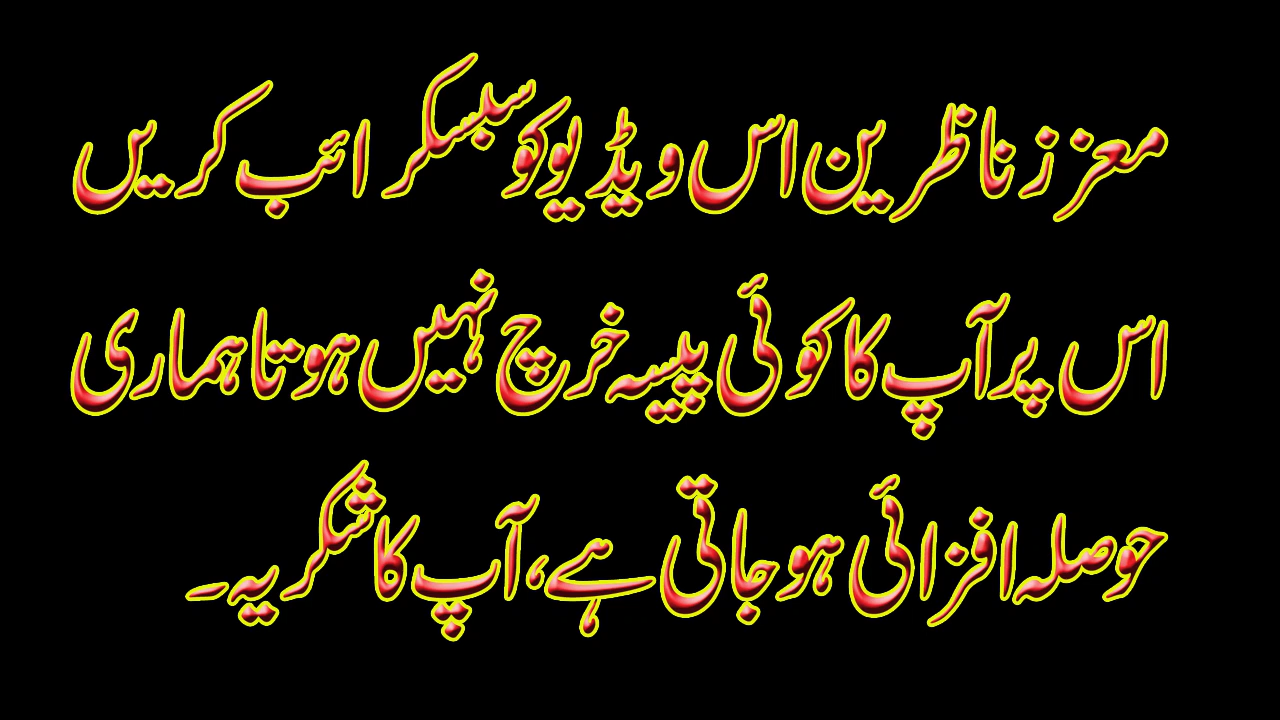 معزز ناظرین اس ویڈیو کو سبسکرائب کریں
اس پر آپ کا کوئی پیسہ خرچ نہیں ہوتا ہماری
حوصلہ افزائی ہو جاتی ہے، آپ کا شکریہ۔